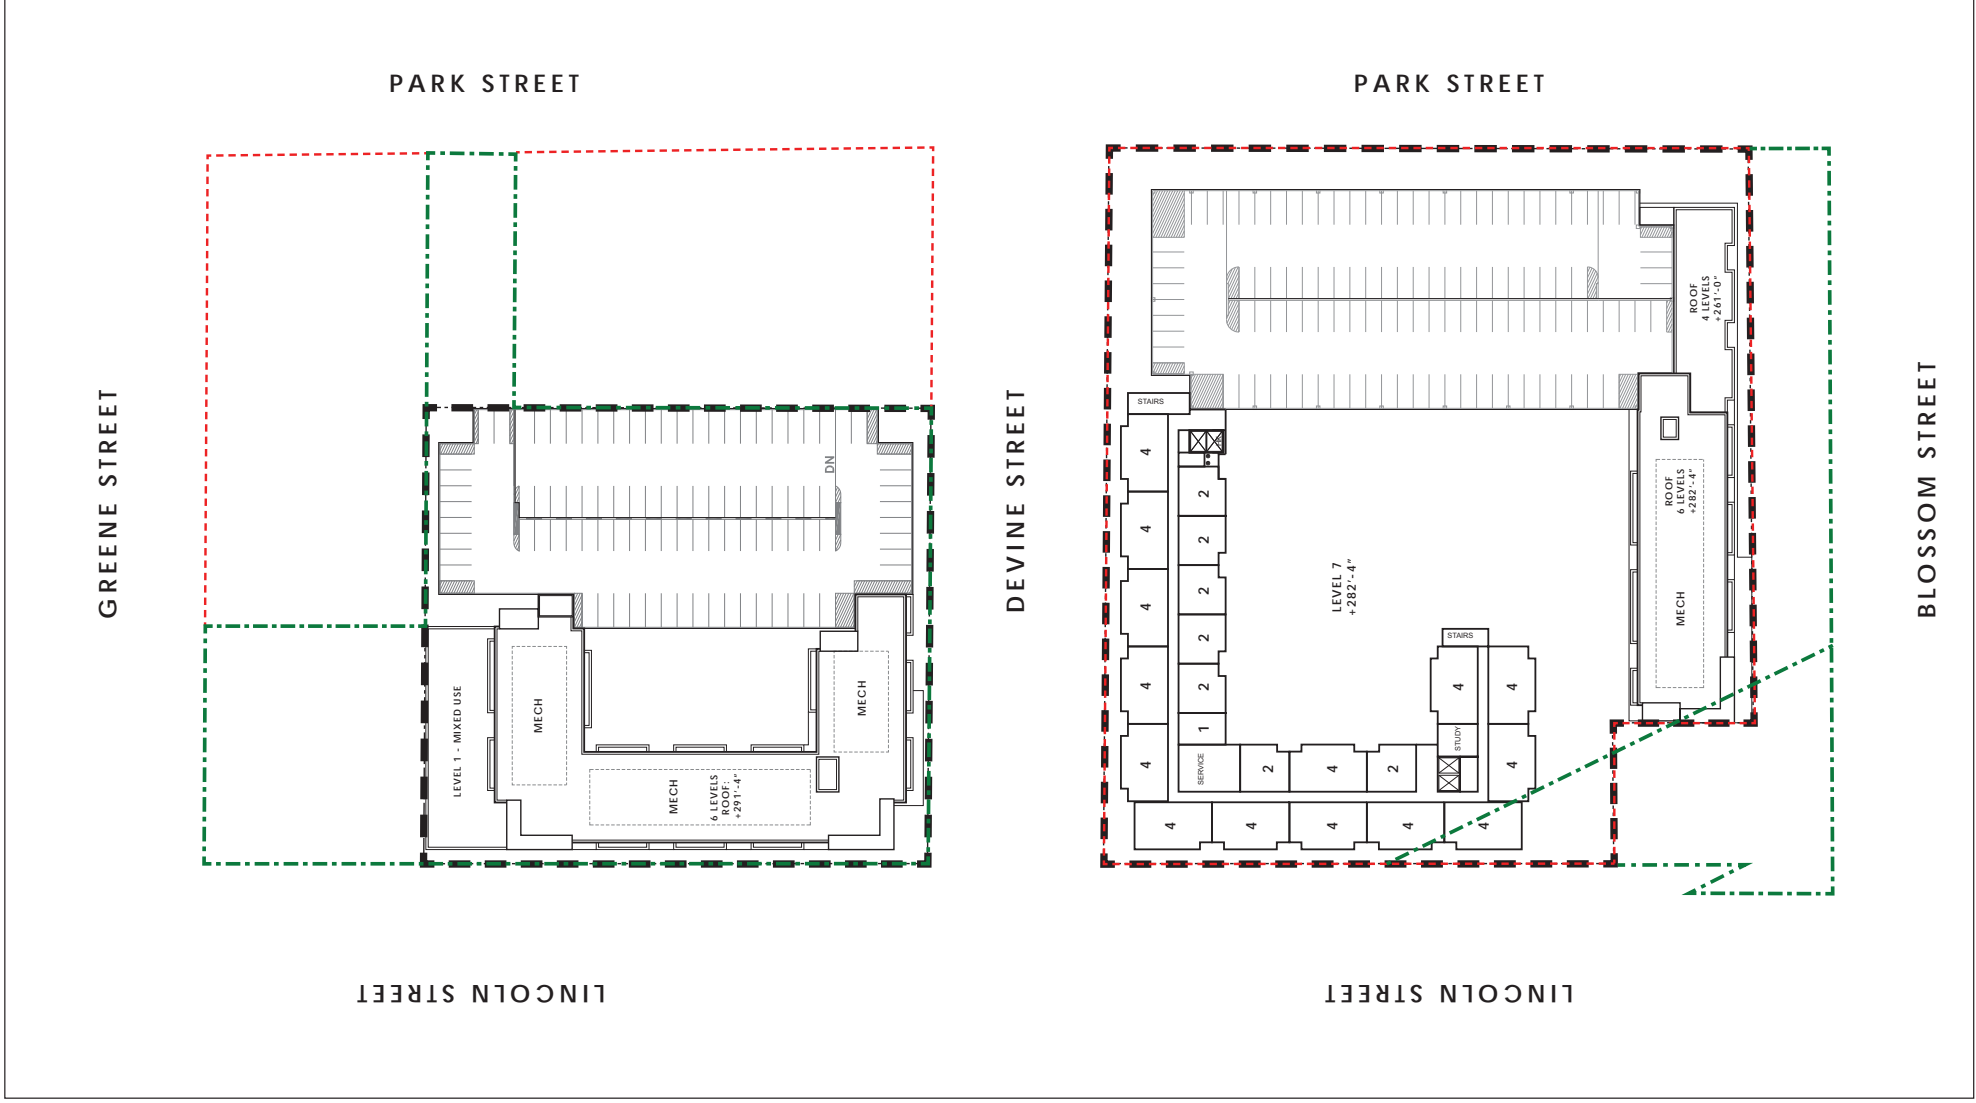 PARK STREET
PARK STREET
GREENE STREET
DEVINE STREET
BLOSSOM STREET
LINCOLN STREET
LINCOLN STREET
DN
LEVEL 1 - MIXED USE
MECH
MECH
MECH
6 LEVELS
ROOF:
+291'-4"
STAIRS
4
4
4
4
4
2
2
2
2
2
1
SERVICE
2
4
2
4
4
4
4
4
LEVEL 7
+282'-4"
STAIRS
4
4
STUDY
4
ROOF
4 LEVELS
+261'-0"
ROOF
6 LEVELS
+282'-4"
MECH